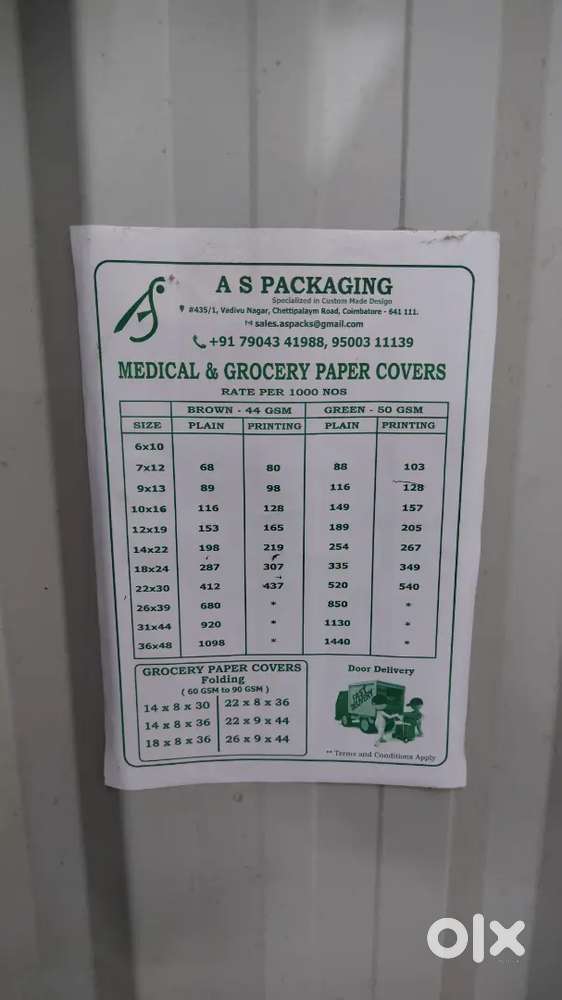 A S PACKAGING
Specialized in Custom Made Design
#435/1, Vadivu Nagar, Chettipalaym Road, Coimbatore - 641 111.
sales.aspacks@gmail.com
+91 79043 41988, 95003 11139
MEDICAL & GROCERY PAPER COVERS
RATE PER 1000 NOS
BROWN - 44 GSM GREEN - 50 GSM
SIZE PLAIN PRINTING PLAIN PRINTING
6x10
7x12 68 80 88 103
9x13 89 98 116 128
10x16 116 128 149 157
12x19 153 165 189 205
14x22 198 219 254 267
18x24 287 307 335 349
22x30 412 437 520 540
26x39 680 * 850 *
31x44 920 * 1130 *
36x48 1098 * 1440 *
GROCERY PAPER COVERS
Folding
( 60 GSM to 90 GSM )
14 x 8 x 30 22 x 8 x 36
14 x 8 x 36 22 x 9 x 44
18 x 8 x 36 26 x 9 x 44
Door Delivery
FAST
DELIVERY
** Terms and Conditions Apply
olx